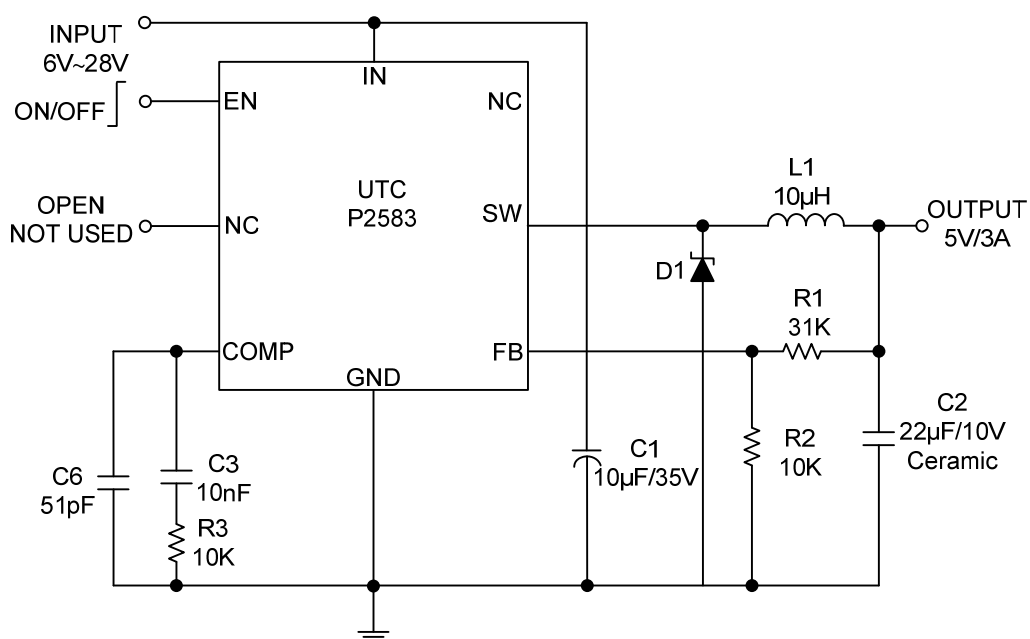 INPUT
6V~28V
IN
ON/OFF
EN
NC
UTC
P2583
L1
10µH
OPEN
NOT USED
NC
SW
OUTPUT
5V/3A
D1
R1
31K
COMP
FB
GND
C6
51pF
C3
10nF
R3
10K
C1
10µF/35V
R2
10K
C2
22µF/10V
Ceramic